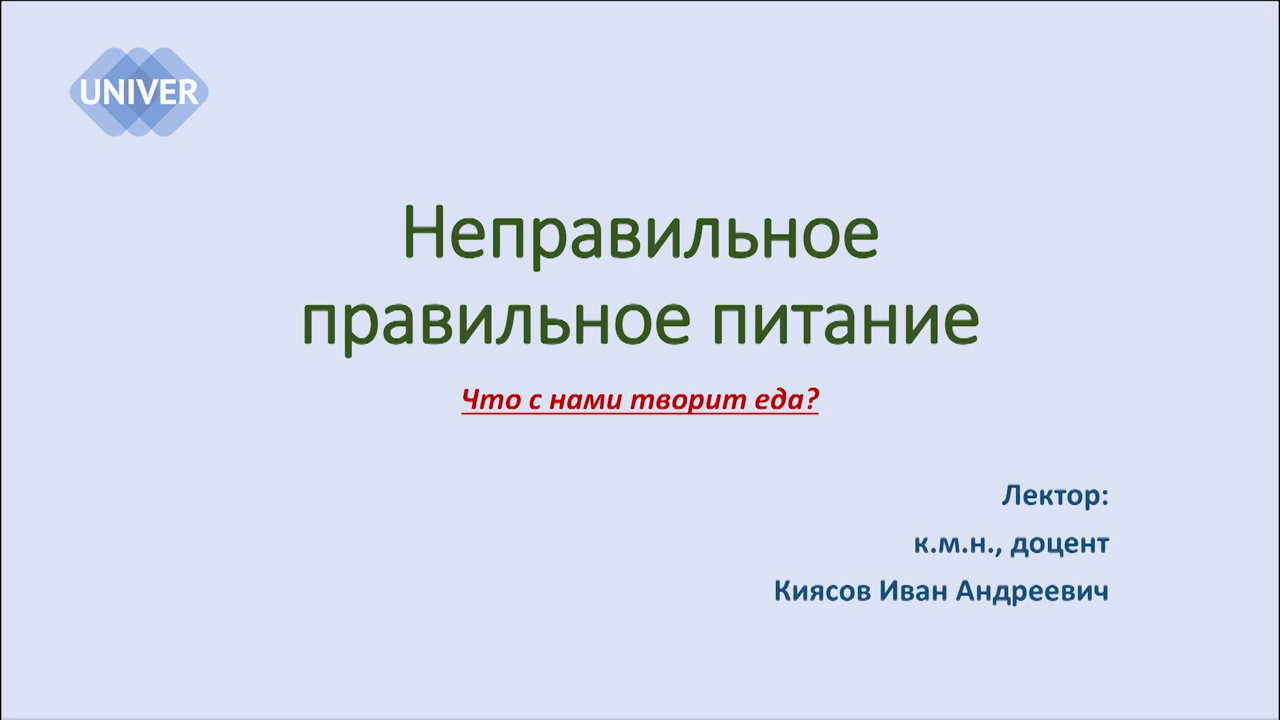 UNIVER
Неправильное
правильное питание
Что с нами творит еда?
Лектор:
к.м.н., доцент
Киясов Иван Андреевич